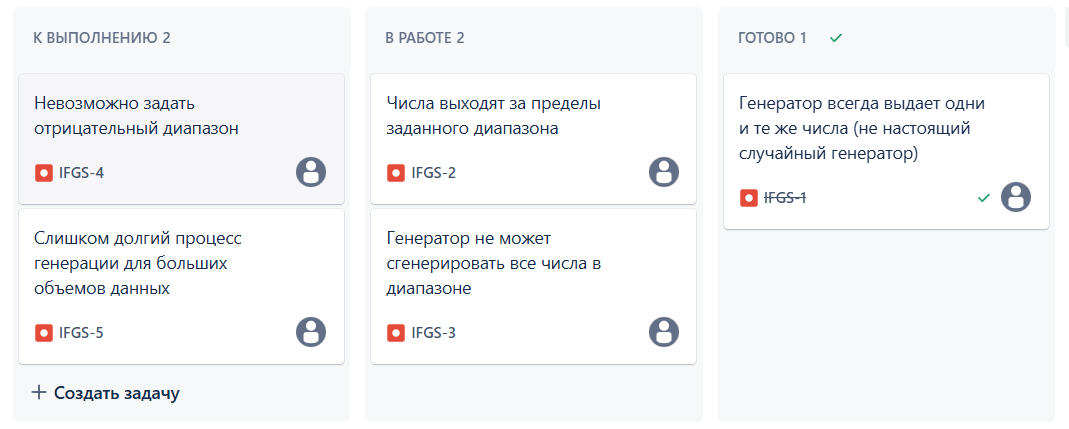 К ВЫПОЛНЕНИЮ 2
Невозможно задать
отрицательный диапазон
IFGS-4
Слишком долгий процесс
генерации для больших
объемов данных
IFGS-5
+ Создать задачу
В РАБОТЕ 2
Числа выходят за пределы
заданного диапазона
IFGS-2
Генератор не может
сгенерировать все числа в
диапазоне
IFGS-3
ГОТОВО 1
Генератор всегда выдает одни
и те же числа (не настоящий
случайный генератор)
IFGS-1